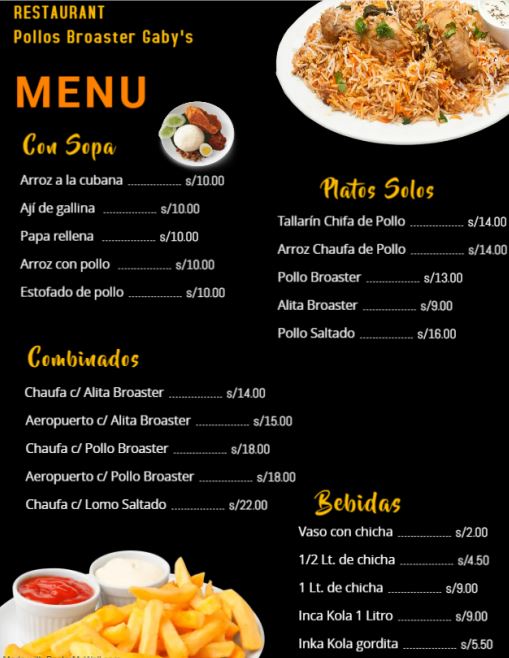 RESTAURANT
Pollos Broaster Gaby's
MENU
Con Sopa
Arroz a la cubana .................. s/10.00
Ají de gallina .................. s/10.00
Papa rellena .................. s/10.00
Arroz con pollo .................. s/10.00
Estofado de pollo .................. s/10.00
Platos Solos
Tallarín Chifa de Pollo .................. s/14.00
Arroz Chaufa de Pollo .................. s/14.00
Pollo Broaster .................. s/13.00
Alita Broaster .................. s/9.00
Pollo Saltado .................. s/16.00
Combinados
Chaufa c/ Alita Broaster .................. s/14.00
Aeropuerto c/ Alita Broaster .................. s/15.00
Chaufa c/ Pollo Broaster .................. s/18.00
Aeropuerto c/ Pollo Broaster .................. s/18.00
Chaufa c/ Lomo Saltado .................. s/22.00
Bebidas
Vaso con chicha .................. s/2.00
1/2 Lt. de chicha .................. s/4.50
1 Lt. de chicha .................. s/9.00
Inca Kola 1 Litro .................. s/9.00
Inka Kola gordita .................. s/5.50